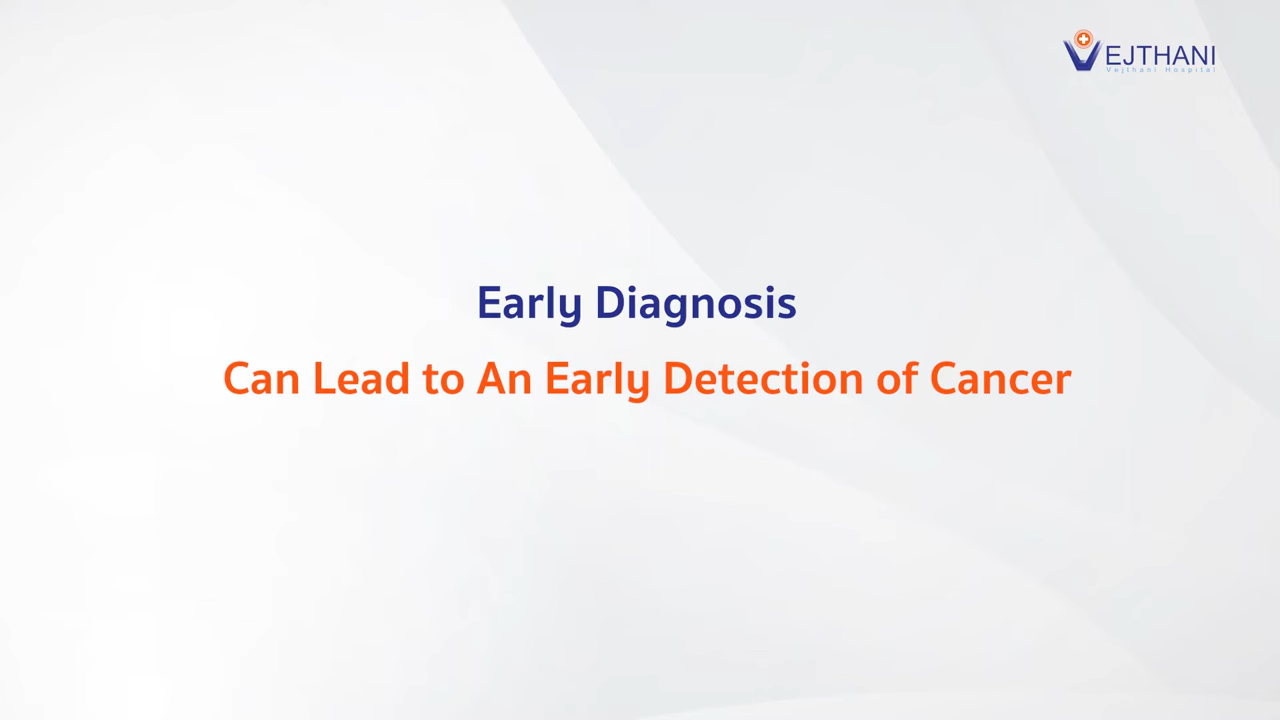 VEJTHANI
Vejthani Hospital
Early Diagnosis
Can Lead to An Early Detection of Cancer